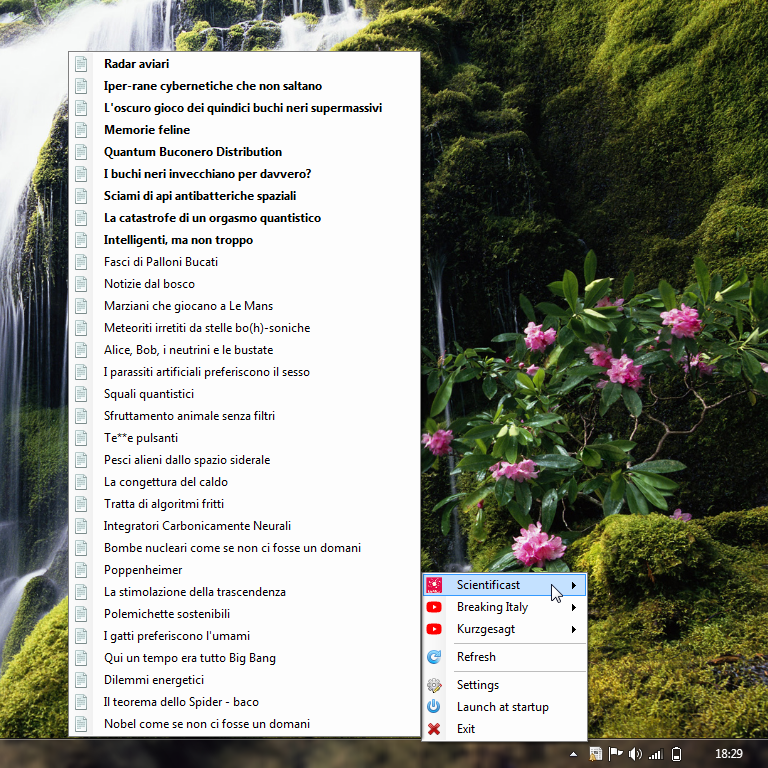 Radar aviari
Iper-rane cybernetiche che non saltano
L'oscuro gioco dei quindici buchi neri supermassivi
Memorie feline
Quantum Buconero Distribution
I buchi neri invecchiano per davvero?
Sciami di api antibatteriche spaziali
La catastrofe di un orgasmo quantistico
Intelligenti, ma non troppo
Fasci di Palloni Bucati
Notizie dal bosco
Marziani che giocano a Le Mans
Meteoriti irretiti da stelle bo(h)-soniche
Alice, Bob, i neutrini e le bustate
I parassiti artificiali preferiscono il sesso
Squali quantistici
Sfruttamento animale senza filtri
Te**e pulsanti
Pesci alieni dallo spazio siderale
La congettura del caldo
Tratta di algoritmi fritti
Integratori Carbonicamente Neurali
Bombe nucleari come se non ci fosse un domani
Poppenheimer
La stimolazione della trascendenza
Polemichette sostenibili
I gatti preferiscono l'umami
Qui un tempo era tutto Big Bang
Dilemmi energetici
Il teorema dello Spider - baco
Nobel come se non ci fosse un domani
Scientificast
Breaking Italy
Kurzgesagt
Refresh
Settings
Launch at startup
Exit
18:29